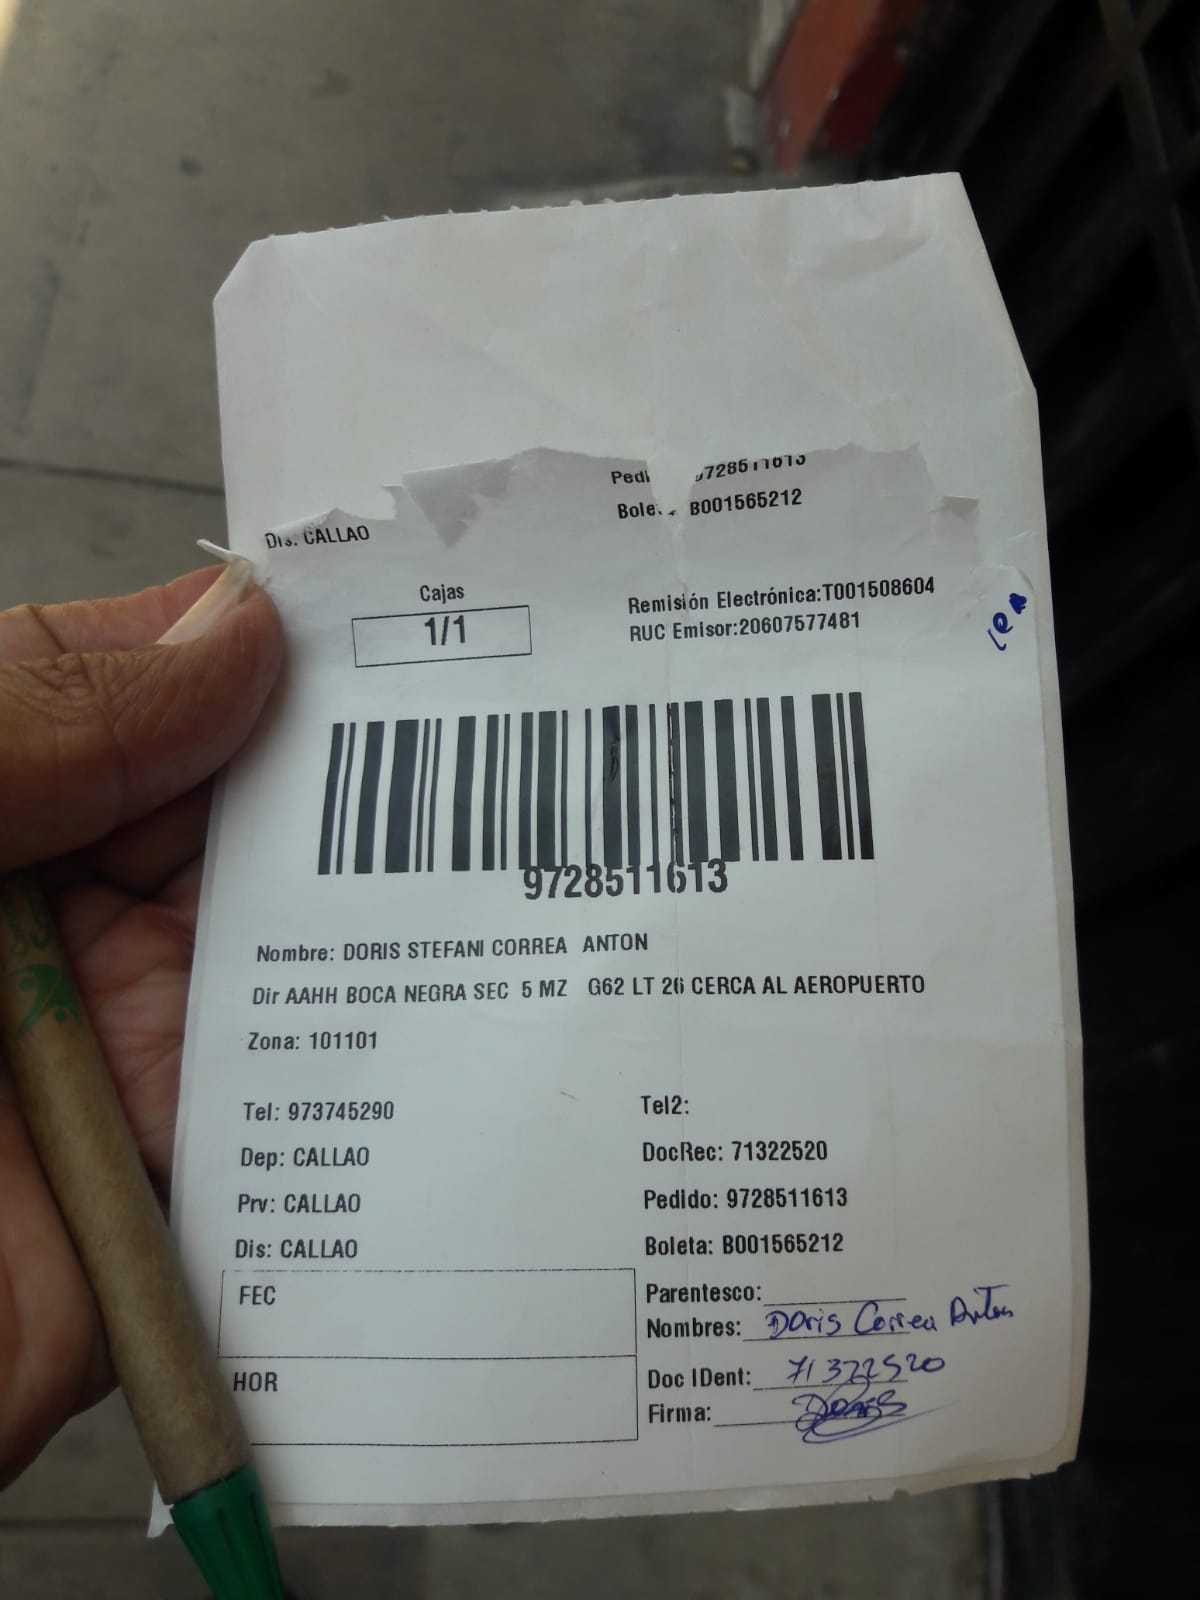 9728511613
B001565212
Dis: CALLAO
Cajas
1/1
Remisión Electrónica:T001508604
RUC Emisor:20607577481
9728511613
Nombre: DORIS STEFANI CORREA ANTON
Dir AAHH BOCA NEGRA SEC 5 MZ G62 LT 26 CERCA AL AEROPUERTO
Zona: 101101
Tel: 973745290
Tel2:
Dep: CALLAO
DocRec: 71322520
Prv: CALLAO
Pedido: 9728511613
Dis: CALLAO
Boleta: B001565212
FEC
Parentesco:
Nombres: Doris Correa Anton
HOR
Doc IDent: 71322520
Firma: Doris